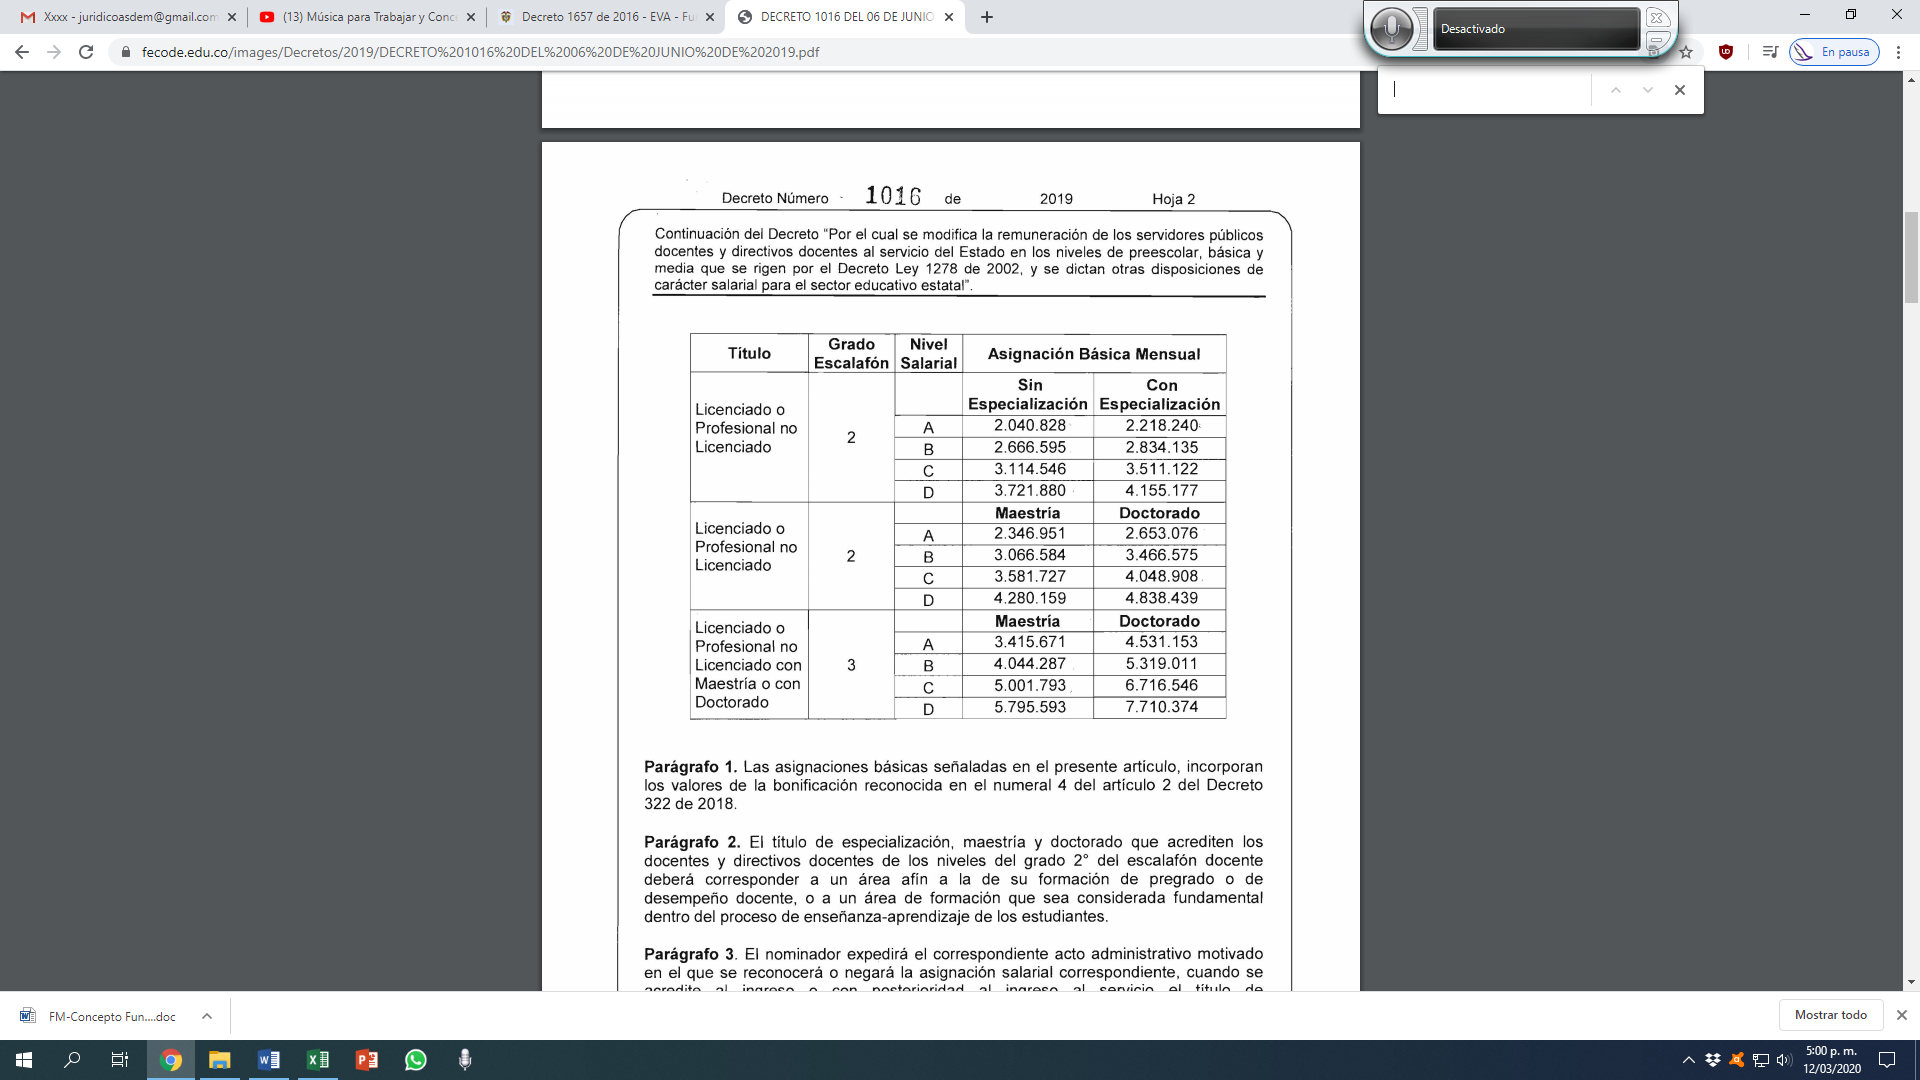 Xxxx - juridicoasdem@gmail.com
(13) Música para Trabajar y Conc
Decreto 1657 de 2016 - EVA - Fu
DECRETO 1016 DEL 06 DE JUNIO
fecode.edu.co/images/Decretos/2019/DECRETO%201016%20DEL%2006%20DE%20JUNIO%20DE%202019.pdf
Desactivado
En pausa
Decreto Número 1016 de 2019 Hoja 2
Continuación del Decreto "Por el cual se modifica la remuneración de los servidores públicos
docentes y directivos docentes al servicio del Estado en los niveles de preescolar, básica y
media que se rigen por el Decreto Ley 1278 de 2002, y se dictan otras disposiciones de
carácter salarial para el sector educativo estatal".
Título Grado Escalafón Nivel Salarial Asignación Básica Mensual
Sin Especialización Con Especialización
Licenciado o
Profesional no
Licenciado
2
A 2.040.828 2.218.240
B 2.666.595 2.834.135
C 3.114.546 3.511.122
D 3.721.880 4.155.177
Maestría Doctorado
Licenciado o
Profesional no
Licenciado
2
A 2.346.951 2.653.076
B 3.066.584 3.466.575
C 3.581.727 4.048.908
D 4.280.159 4.838.439
Maestría Doctorado
Licenciado o
Profesional no
Licenciado con
Maestría o con
Doctorado
3
A 3.415.671 4.531.153
B 4.044.287 5.319.011
C 5.001.793 6.716.546
D 5.795.593 7.710.374
Parágrafo 1. Las asignaciones básicas señaladas en el presente artículo, incorporan
los valores de la bonificación reconocida en el numeral 4 del artículo 2 del Decreto
322 de 2018.
Parágrafo 2. El título de especialización, maestría y doctorado que acrediten los
docentes y directivos docentes de los niveles del grado 2° del escalafón docente
deberá corresponder a un área afín a la de su formación de pregrado o de
desempeño docente, o a un área de formación que sea considerada fundamental
dentro del proceso de enseñanza-aprendizaje de los estudiantes.
Parágrafo 3. El nominador expedirá el correspondiente acto administrativo motivado
en el que se reconocerá o negará la asignación salarial correspondiente, cuando se
acredite al ingreso o con posterioridad al ingreso al servicio el título de
FM-Concepto Fun....doc
Mostrar todo
5:00 p. m.
12/03/2020